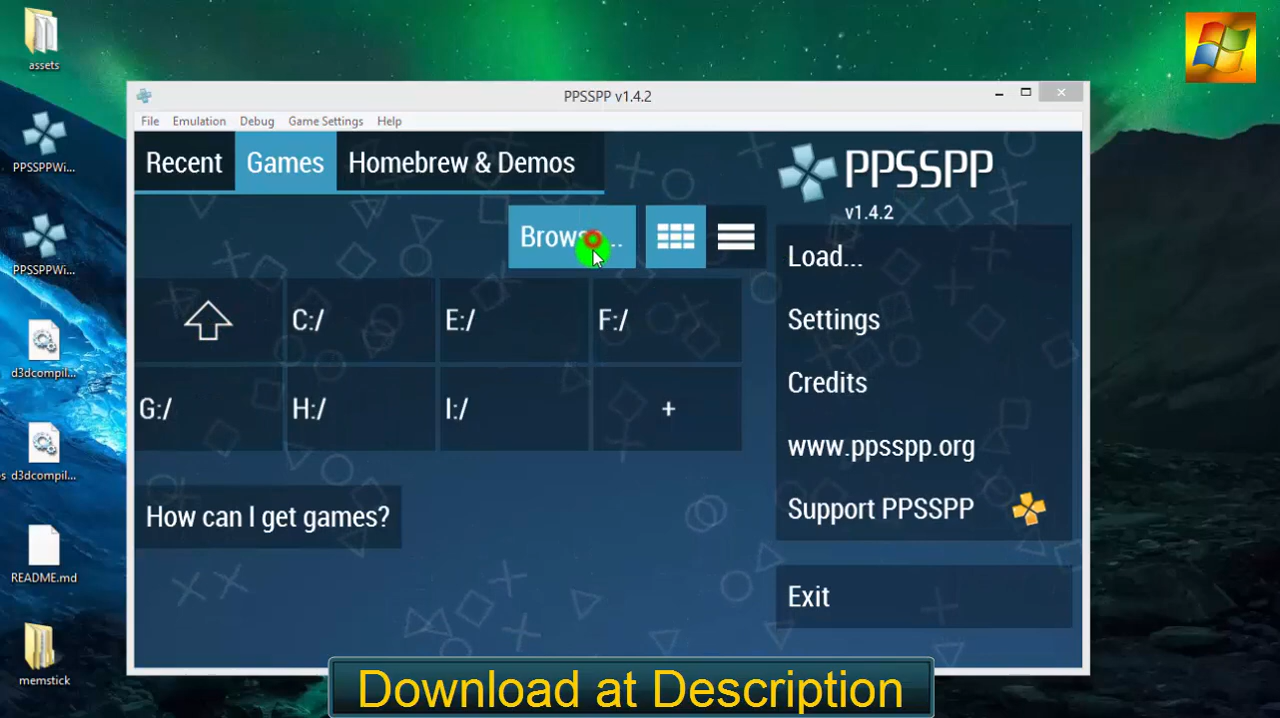 assets
PPSSPPWi...
PPSSPPWi...
d3dcompil...
s d3dcompil...
README.md
memstick
PPSSPP v1.4.2
File Emulation Debug Game Settings Help
Recent Games Homebrew & Demos
PPSSPP
v1.4.2
Load...
Settings
Credits
www.ppsspp.org
Support PPSSPP
Exit
C:/ E:/ F:/
G:/ H:/ I:/ +
How can I get games?
Download at Description